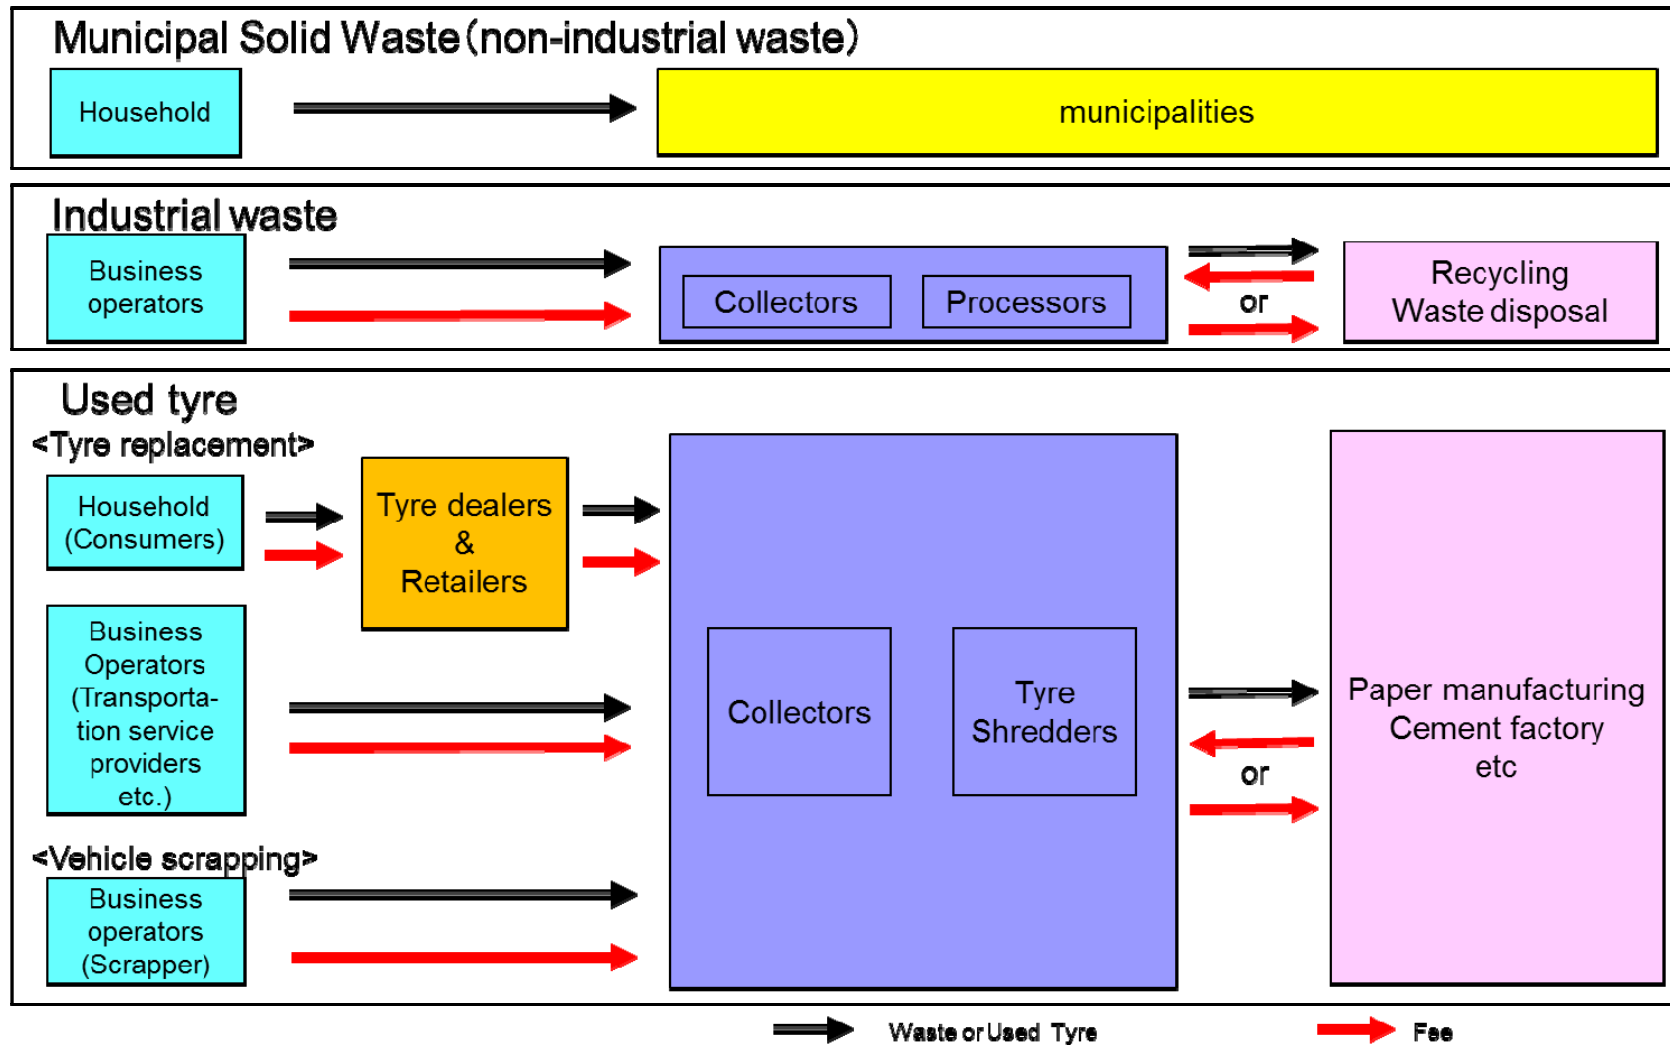 Municipal Solid Waste(non-industrial waste)
Household
municipalities
Industrial waste
Business
operators
Collectors
Processors
or
Recycling
Waste disposal
Used tyre
<Tyre replacement>
Household
(Consumers)
Tyre dealers
&
Retailers
Business
Operators
(Transporta-
tion service
providers
etc.)
Collectors
Tyre
Shredders
or
Paper manufacturing
Cement factory
etc
<Vehicle scrapping>
Business
operators
(Scrapper)
Waste or Used Tyre
Fee